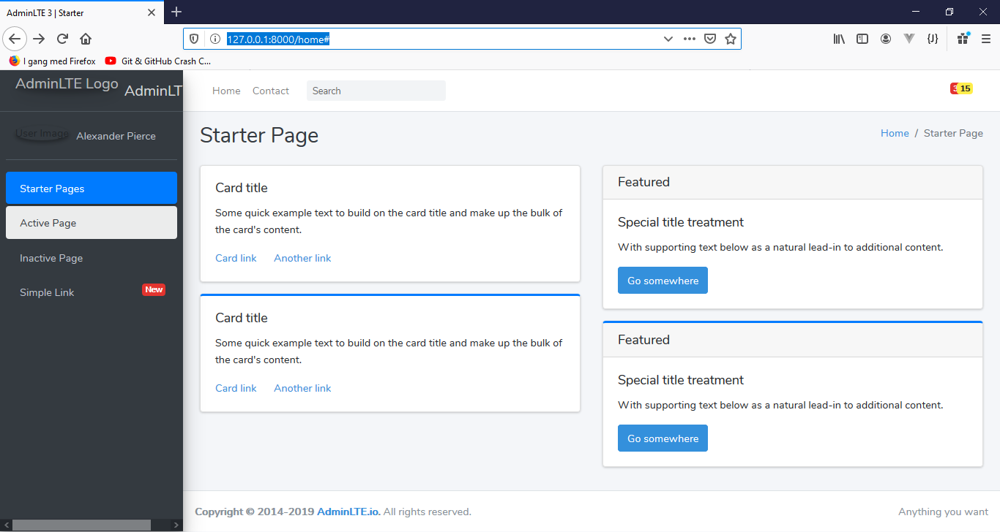 AdminLTE 3 | Starter
127.0.0.1:8000/home#
I gang med Firefox
Git & GitHub Crash C...
AdminLTE Logo
AdminLT
Home
Contact
Search
15
User Image
Alexander Pierce
Starter Pages
Active Page
Inactive Page
Simple Link
New
Starter Page
Home / Starter Page
Card title
Some quick example text to build on the card title and make up the bulk of
the card's content.
Card link
Another link
Card title
Some quick example text to build on the card title and make up the bulk of
the card's content.
Card link
Another link
Featured
Special title treatment
With supporting text below as a natural lead-in to additional content.
Go somewhere
Featured
Special title treatment
With supporting text below as a natural lead-in to additional content.
Go somewhere
Copyright © 2014-2019 AdminLTE.io. All rights reserved.
Anything you want